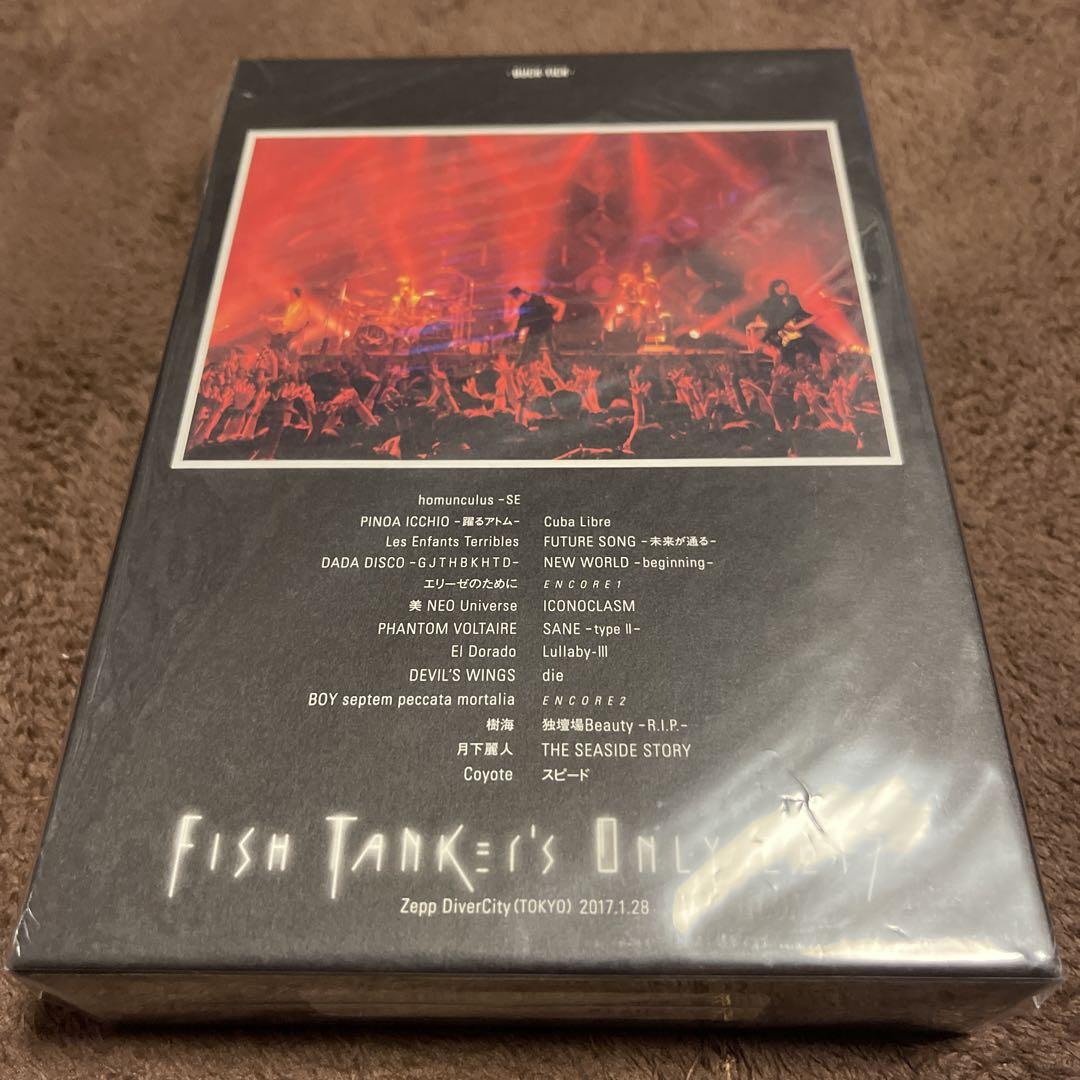 BUCK-TICK
homunculus -SE
PINOA ICCHIO -躍るアトム-
Les Enfants Terribles
DADA DISCO -G J T H B K H T D-
エリーゼのために
美 NEO Universe
PHANTOM VOLTAIRE
El Dorado
DEVIL'S WINGS
BOY septem peccata mortalia
樹海
月下麗人
Coyote
Cuba Libre
FUTURE SONG -未来が通る-
NEW WORLD -beginning-
ENCORE1
ICONOCLASM
SANE -type II-
Lullaby-III
die
ENCORE2
独壇場Beauty -R.I.P.-
THE SEASIDE STORY
スピード
FISH TANKER'S ONLY
Zepp DiverCity (TOKYO) 2017.1.28